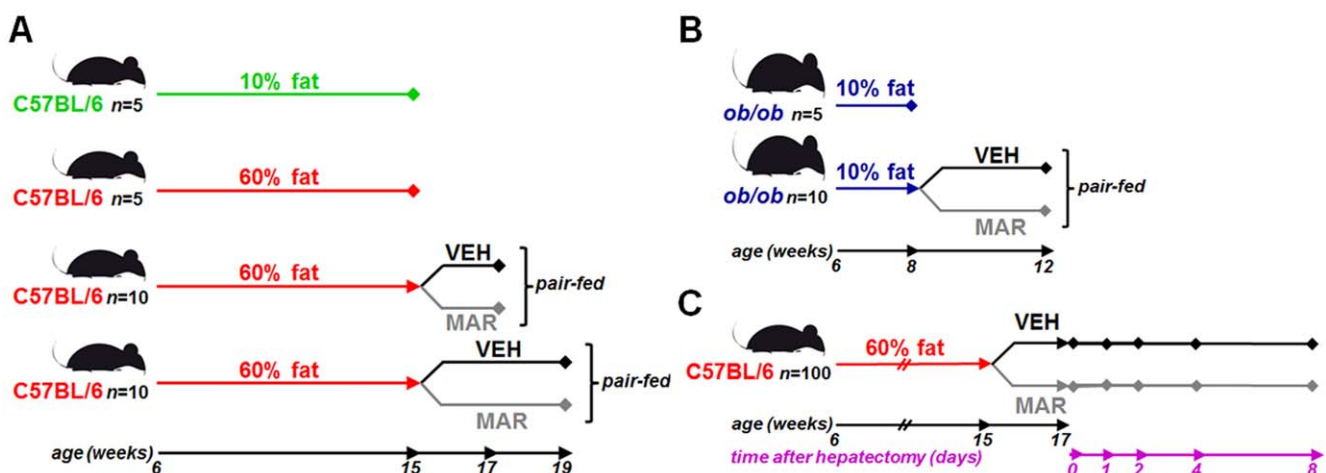 A
10% fat
C57BL/6 n=5
60% fat
C57BL/6 n=5
60% fat
C57BL/6 n=10
VEH
MAR
pair-fed
60% fat
C57BL/6 n=10
VEH
MAR
pair-fed
age (weeks)
6 15 17 19
B
10% fat
ob/ob n=5
10% fat
ob/ob n=10
VEH
MAR
pair-fed
age (weeks)
6 8 12
C
60% fat
C57BL/6 n=100
VEH
MAR
age (weeks)
6 15 17
time after hepatectomy (days)
0 1 2 4 8